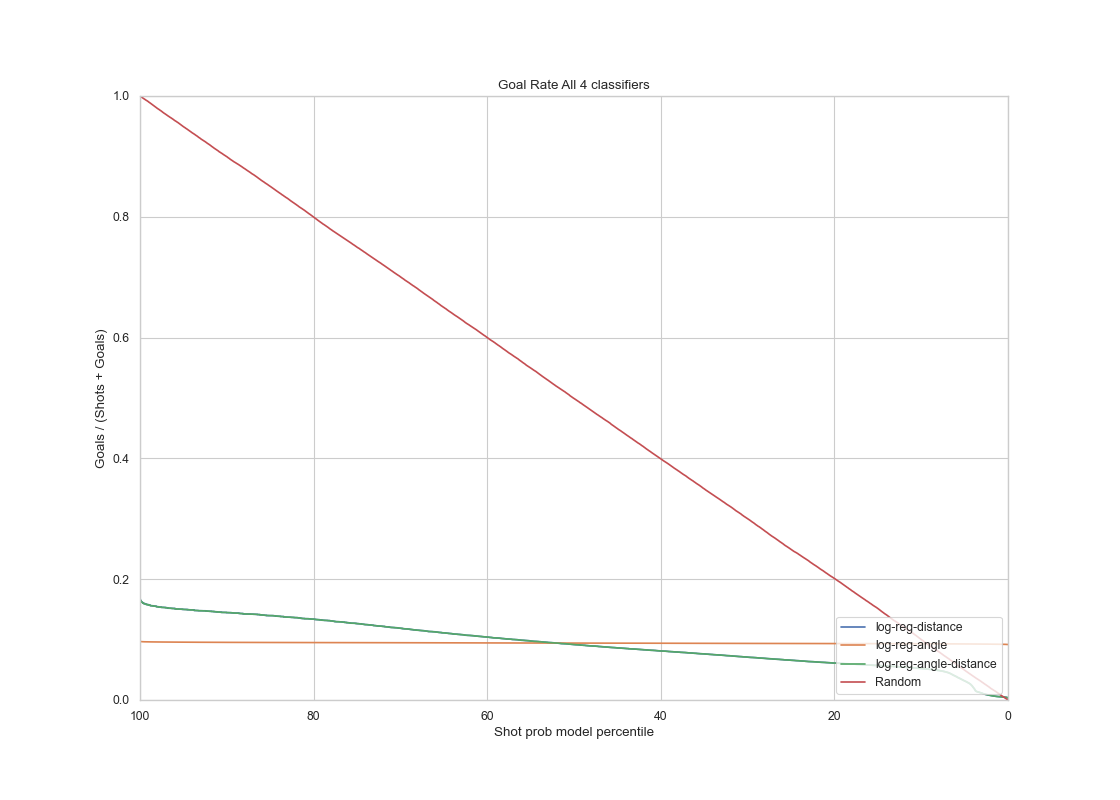 Goal Rate All 4 classifiers
1.0
0.8
0.6
0.4
0.2
0.0
Goals / (Shots + Goals)
100 80 60 40 20 0
Shot prob model percentile
log-reg-distance
log-reg-angle
log-reg-angle-distance
Random